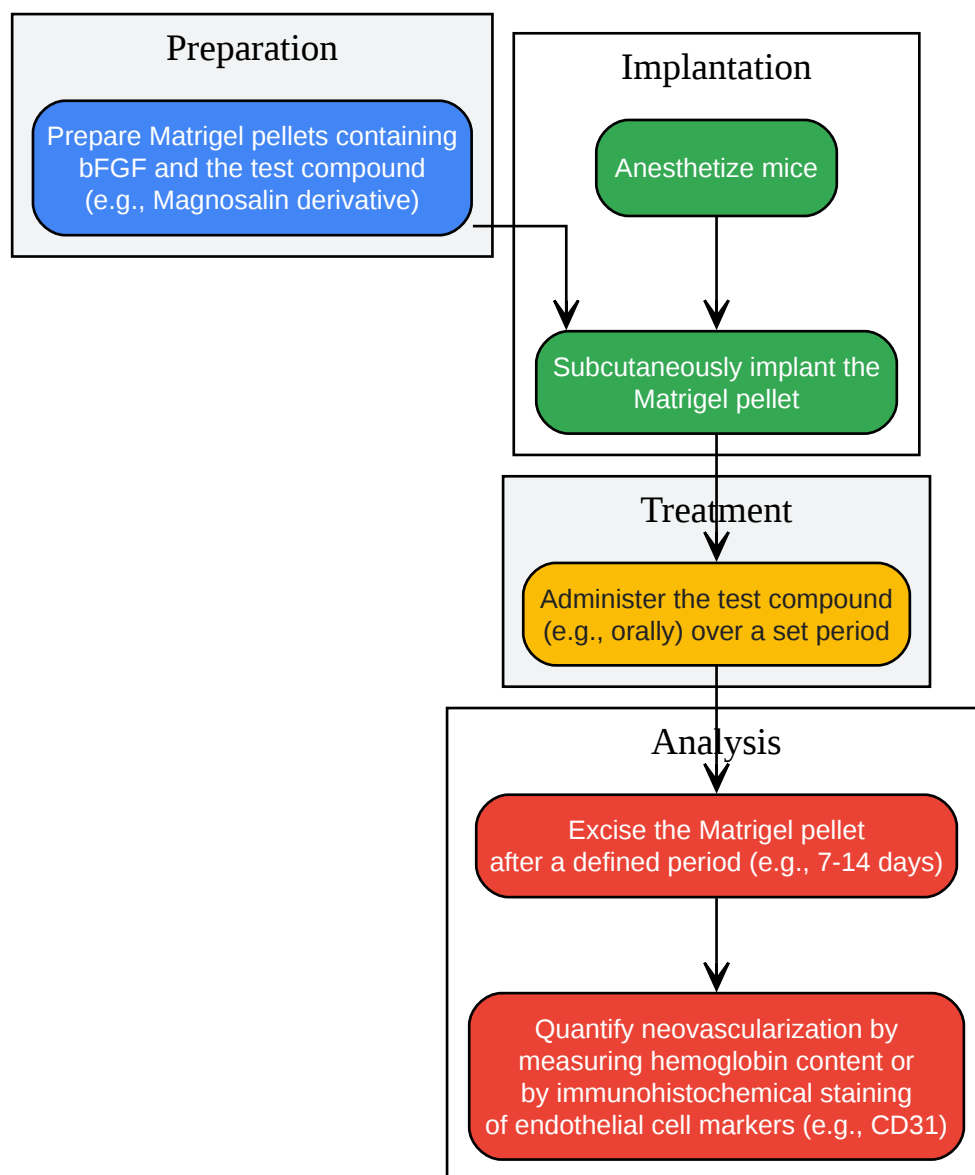 Preparation
Prepare Matrigel pellets containing
bFGF and the test compound
(e.g., Magnosalin derivative)
Implantation
Anesthetize mice
Subcutaneously implant the
Matrigel pellet
Treatment
Administer the test compound
(e.g., orally) over a set period
Analysis
Excise the Matrigel pellet
after a defined period (e.g., 7-14 days)
Quantify neovascularization by
measuring hemoglobin content or
by immunohistochemical staining
of endothelial cell markers (e.g., CD31)